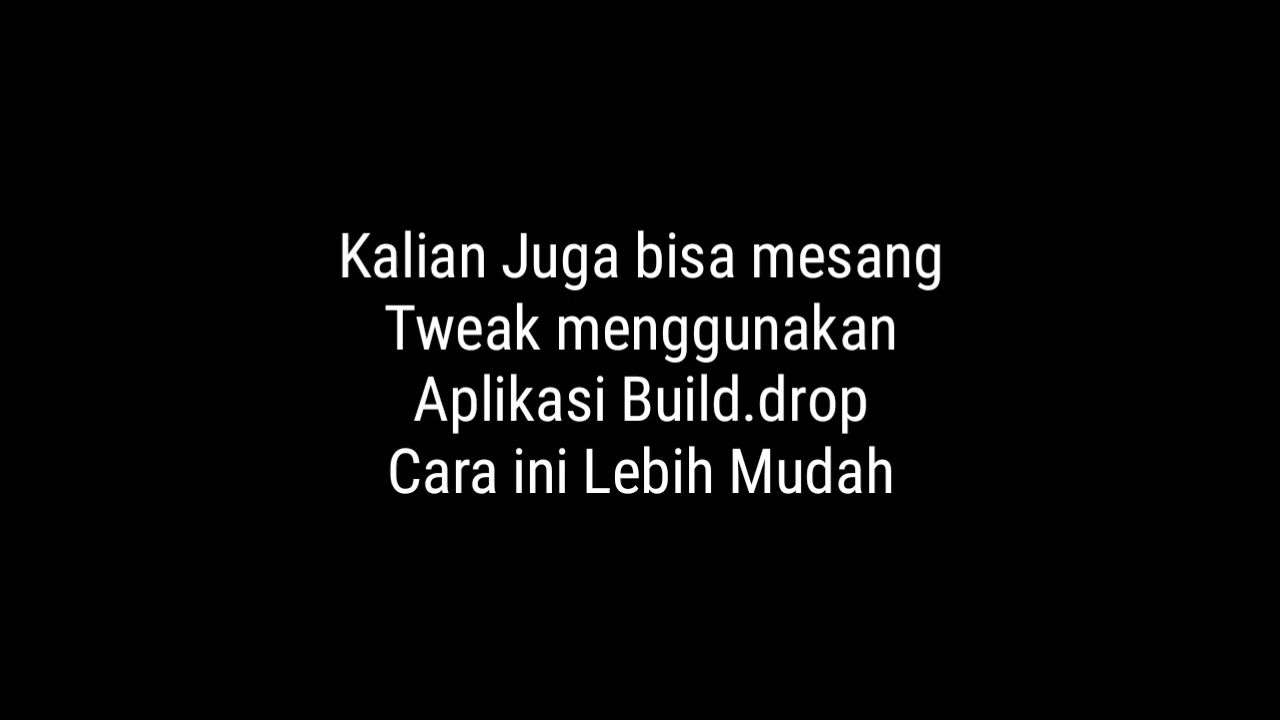 Kalian Juga bisa mesang
Tweak menggunakan
Aplikasi Build.drop
Cara ini Lebih Mudah